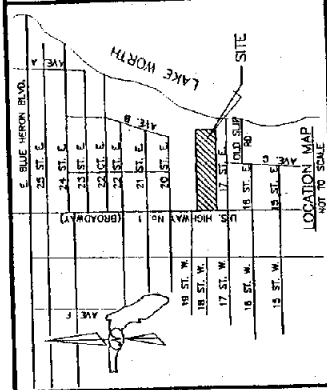 E. BLUE HERON BLVD.
AVE. A
25 ST. E.
24 ST. E.
23 ST. E.
22 CT. E.
22 ST. E.
AVE. B
21 ST. E.
20 ST. E.
LAKE WORTH
SITE
17 ST. E.
OLD SLIP
RD
16 ST. E.
AVE. C
15 ST. E.
U.S. HIGHWAY No. 1 (BROADWAY)
AVE F
19 ST. W.
18 ST. W.
17 ST. W.
16 ST. W.
15 ST. W.
LOCATION MAP
NOT TO SCALE